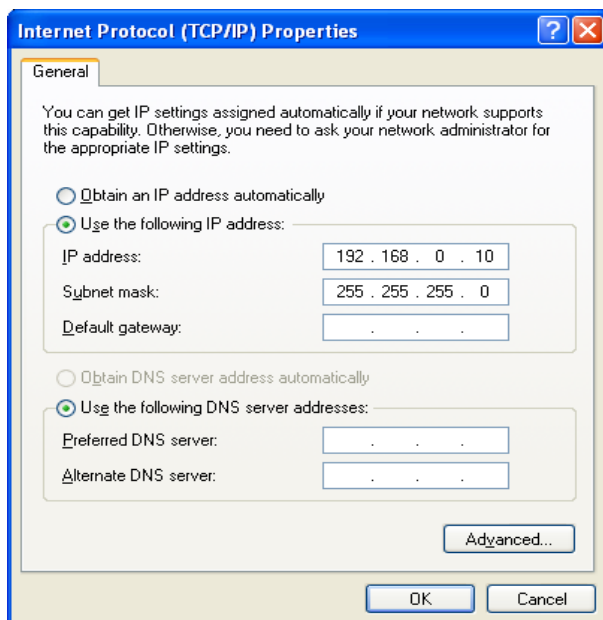 Internet Protocol (TCP/IP) Properties
General
You can get IP settings assigned automatically if your network supports
this capability. Otherwise, you need to ask your network administrator for
the appropriate IP settings.
Obtain an IP address automatically
Use the following IP address:
IP address: 192 . 168 . 0 . 10
Subnet mask: 255 . 255 . 255 . 0
Default gateway: . . .
Obtain DNS server address automatically
Use the following DNS server addresses:
Preferred DNS server: . . .
Alternate DNS server: . . .
Advanced...
OK Cancel